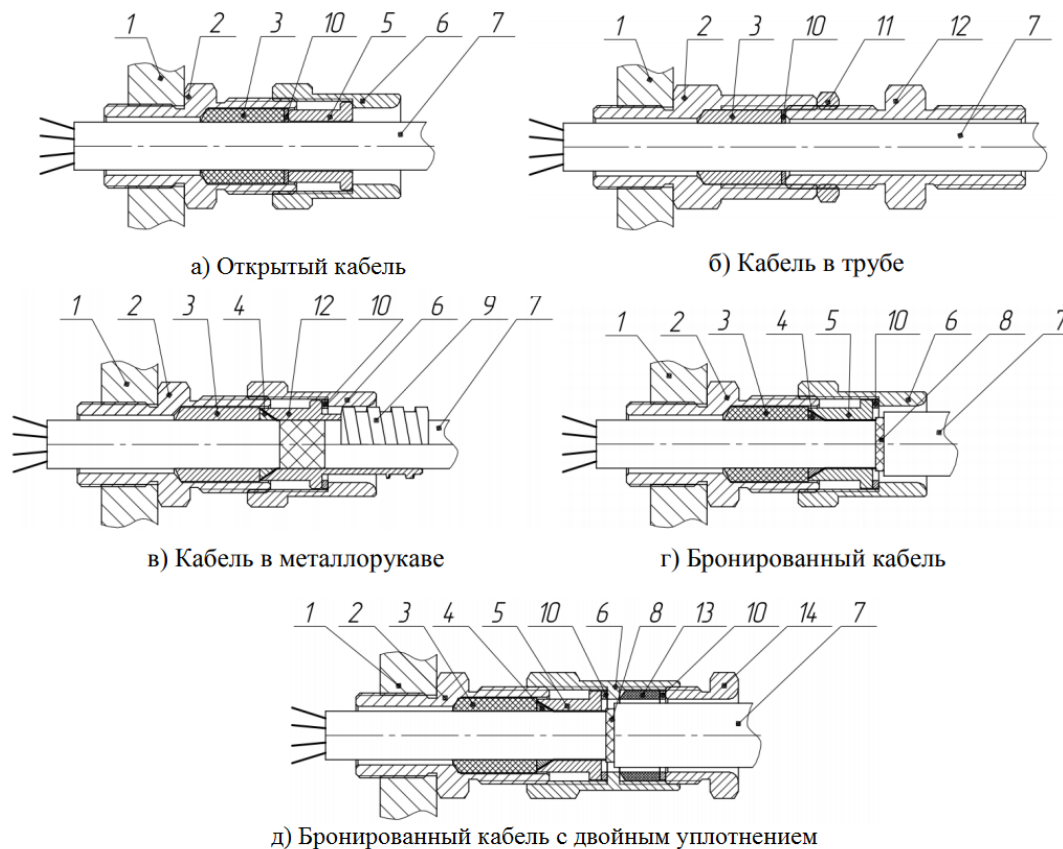 1 2 3 10 5 6 7
1 2 3 10 11 12 7
а) Открытый кабель
б) Кабель в трубе
1 2 3 4 12 10 6 9 7
1 2 3 4 5 10 6 8 7
в) Кабель в металлорукаве
г) Бронированный кабель
1 2 3 4 5 10 6 8 13 10 14 7
д) Бронированный кабель с двойным уплотнением